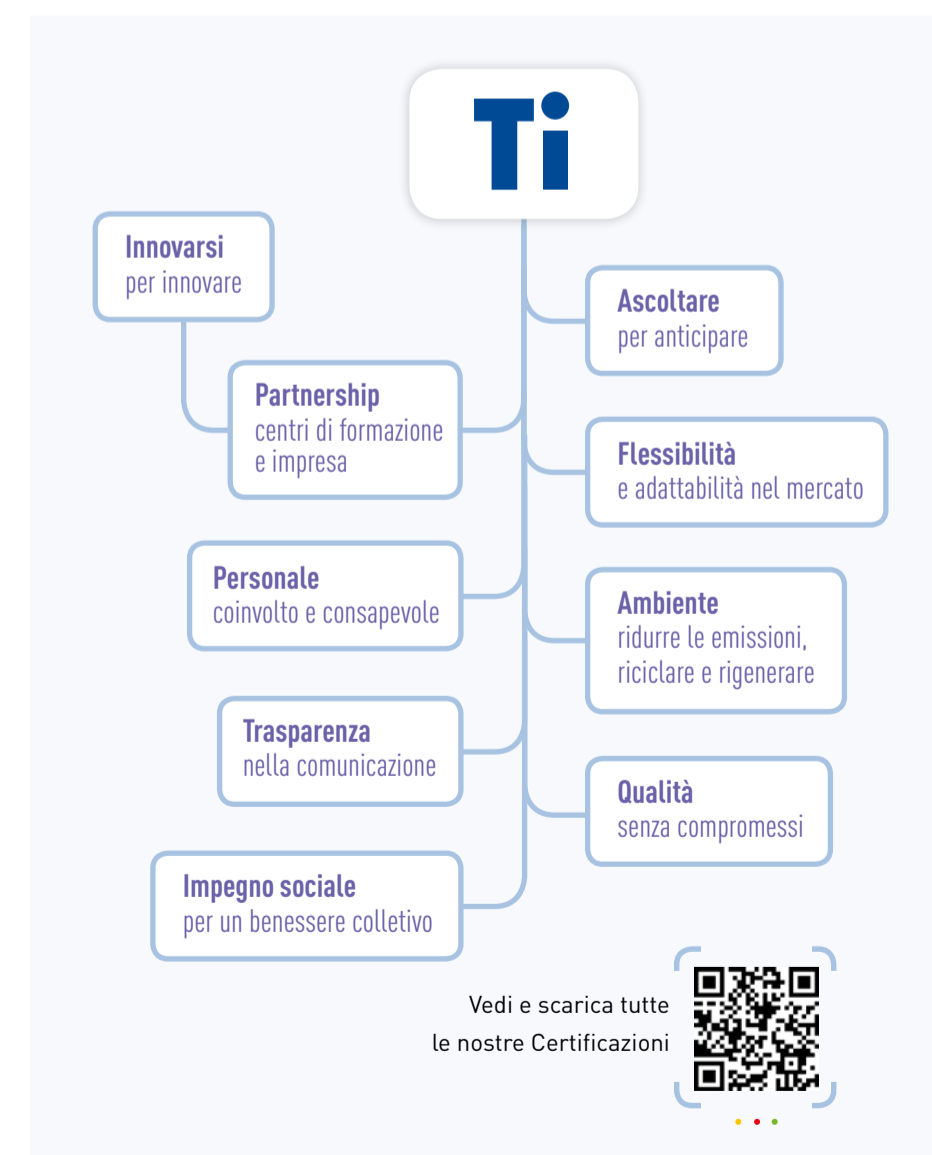 Ti
Innovarsi
per innovare
Ascoltare
per anticipare
Partnership
centri di formazione
e impresa
Flessibilità
e adattabilità nel mercato
Personale
coinvolto e consapevole
Ambiente
ridurre le emissioni,
riciclare e rigenerare
Trasparenza
nella comunicazione
Qualità
senza compromessi
Impegno sociale
per un benessere colletivo
Vedi e scarica tutte
le nostre Certificazioni